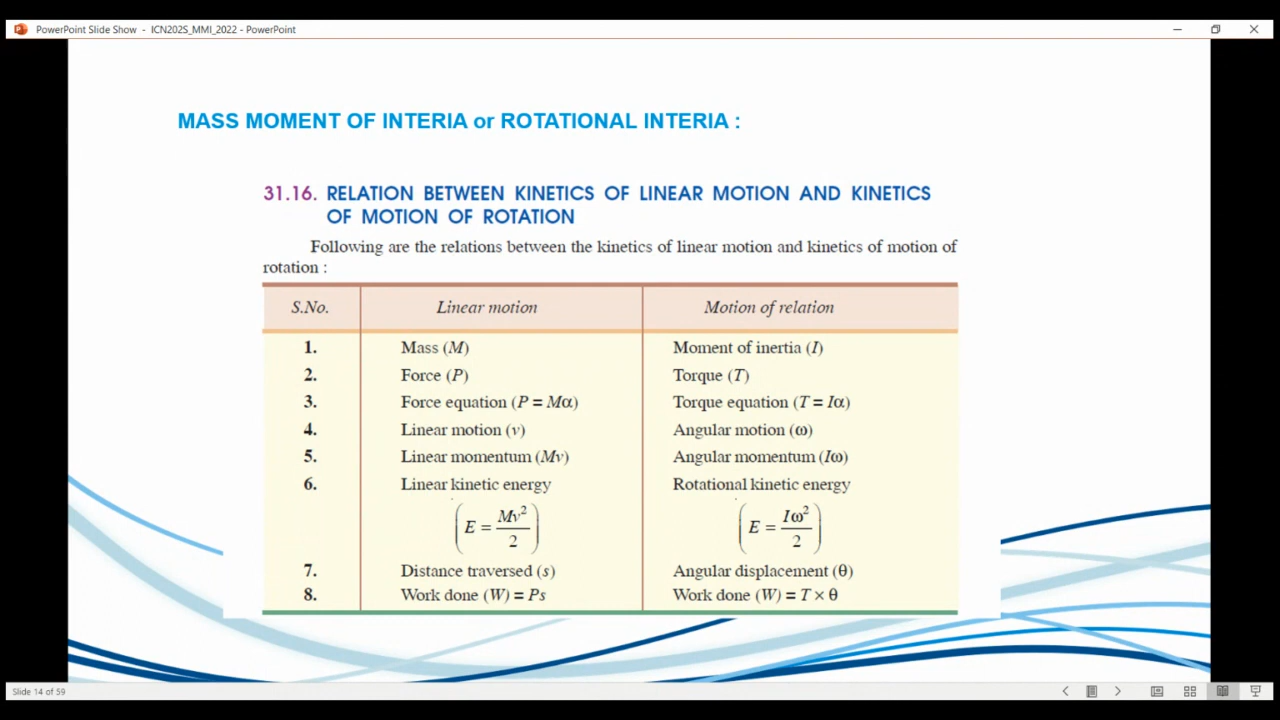 PowerPoint Slide Show - ICN202S_MMI_2022 - PowerPoint
MASS MOMENT OF INTERIA or ROTATIONAL INTERIA :
31.16. RELATION BETWEEN KINETICS OF LINEAR MOTION AND KINETICS
OF MOTION OF ROTATION
Following are the relations between the kinetics of linear motion and kinetics of motion of
rotation :
S.No. Linear motion Motion of relation
1. Mass (M) Moment of inertia (I)
2. Force (P) Torque (T)
3. Force equation (P = Mα) Torque equation (T = Iα)
4. Linear motion (v) Angular motion (ω)
5. Linear momentum (Mv) Angular momentum (Iω)
6. Linear kinetic energy Rotational kinetic energy
(E = Mv²/2) (E = Iω²/2)
7. Distance traversed (s) Angular displacement (θ)
8. Work done (W) = Ps Work done (W) = T × θ
Slide 14 of 59